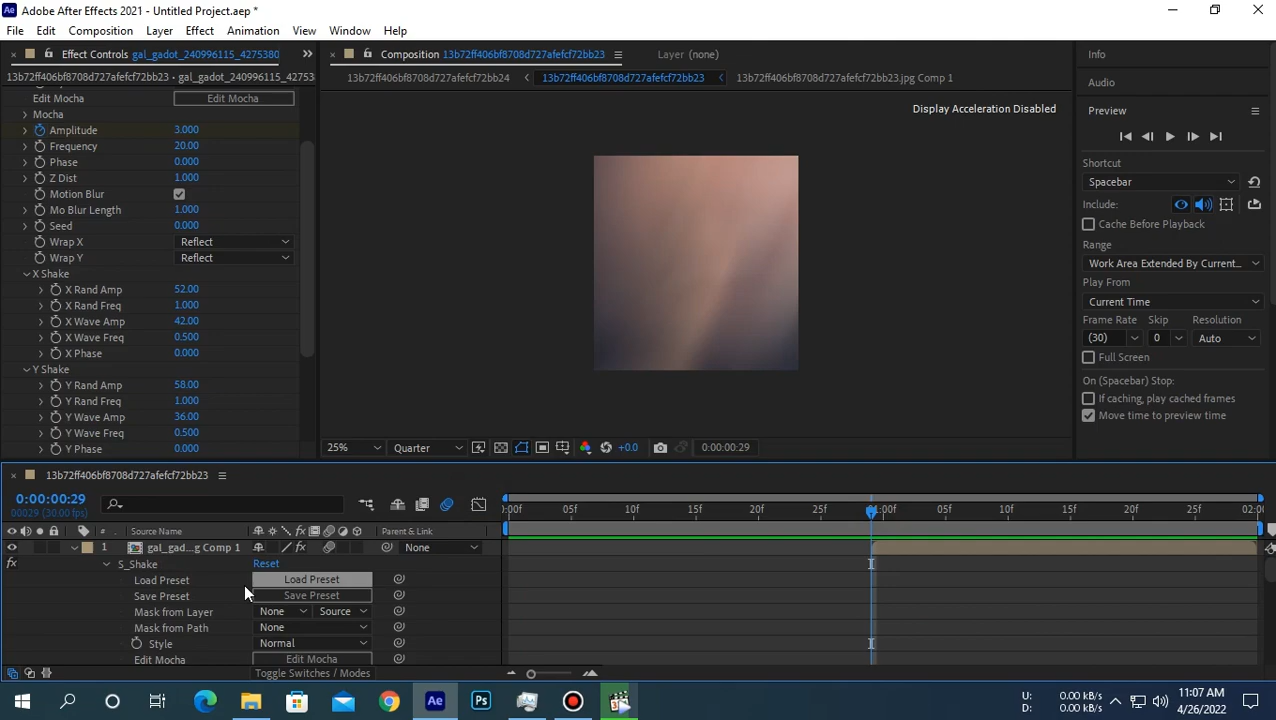 Adobe After Effects 2021 - Untitled Project.aep *
File Edit Composition Layer Effect Animation View Window Help
Effect Controls gal_gadot_240996115_4275380
13b72ff406bf8708d727afefcf72bb23 • gal_gadot_240996115_42753
Edit Mocha Edit Mocha
Mocha
Amplitude 3.000
Frequency 20.00
Phase 0.000
Z Dist 1.000
Motion Blur
Mo Blur Length 1.000
Seed 0.000
Wrap X Reflect
Wrap Y Reflect
X Shake
X Rand Amp 52.00
X Rand Freq 1.000
X Wave Amp 42.00
X Wave Freq 0.500
X Phase 0.000
Y Shake
Y Rand Amp 58.00
Y Rand Freq 1.000
Y Wave Amp 36.00
Y Wave Freq 0.500
Y Phase 0.000
Composition 13b72ff406bf8708d727afefcf72bb23
Layer (none)
13b72ff406bf8708d727afefcf72bb24
13b72ff406bf8708d727afefcf72bb23
13b72ff406bf8708d727afefcf72bb23.jpg Comp 1
Display Acceleration Disabled
25% Quarter +0.0 0:00:00:29
Info
Audio
Preview
Shortcut
Spacebar
Include:
Cache Before Playback
Range
Work Area Extended By Current...
Play From
Current Time
Frame Rate Skip Resolution
(30) 0 Auto
Full Screen
On (Spacebar) Stop:
If caching, play cached frames
Move time to preview time
13b72ff406bf8708d727afefcf72bb23
0:00:00:29
00029 (30.00 fps)
:00f 05f 10f 15f 20f 25f 01:00f 05f 10f 15f 20f 25f 02:00
# Source Name Parent & Link
1 gal_gad...g Comp 1 None
fx S_Shake Reset
Load Preset Load Preset
Save Preset Save Preset
Mask from Layer None Source
Mask from Path None
Style Normal
Edit Mocha Edit Mocha
Toggle Switches / Modes
U: 0.00 kB/s
D: 0.00 kB/s
11:07 AM
4/26/2022